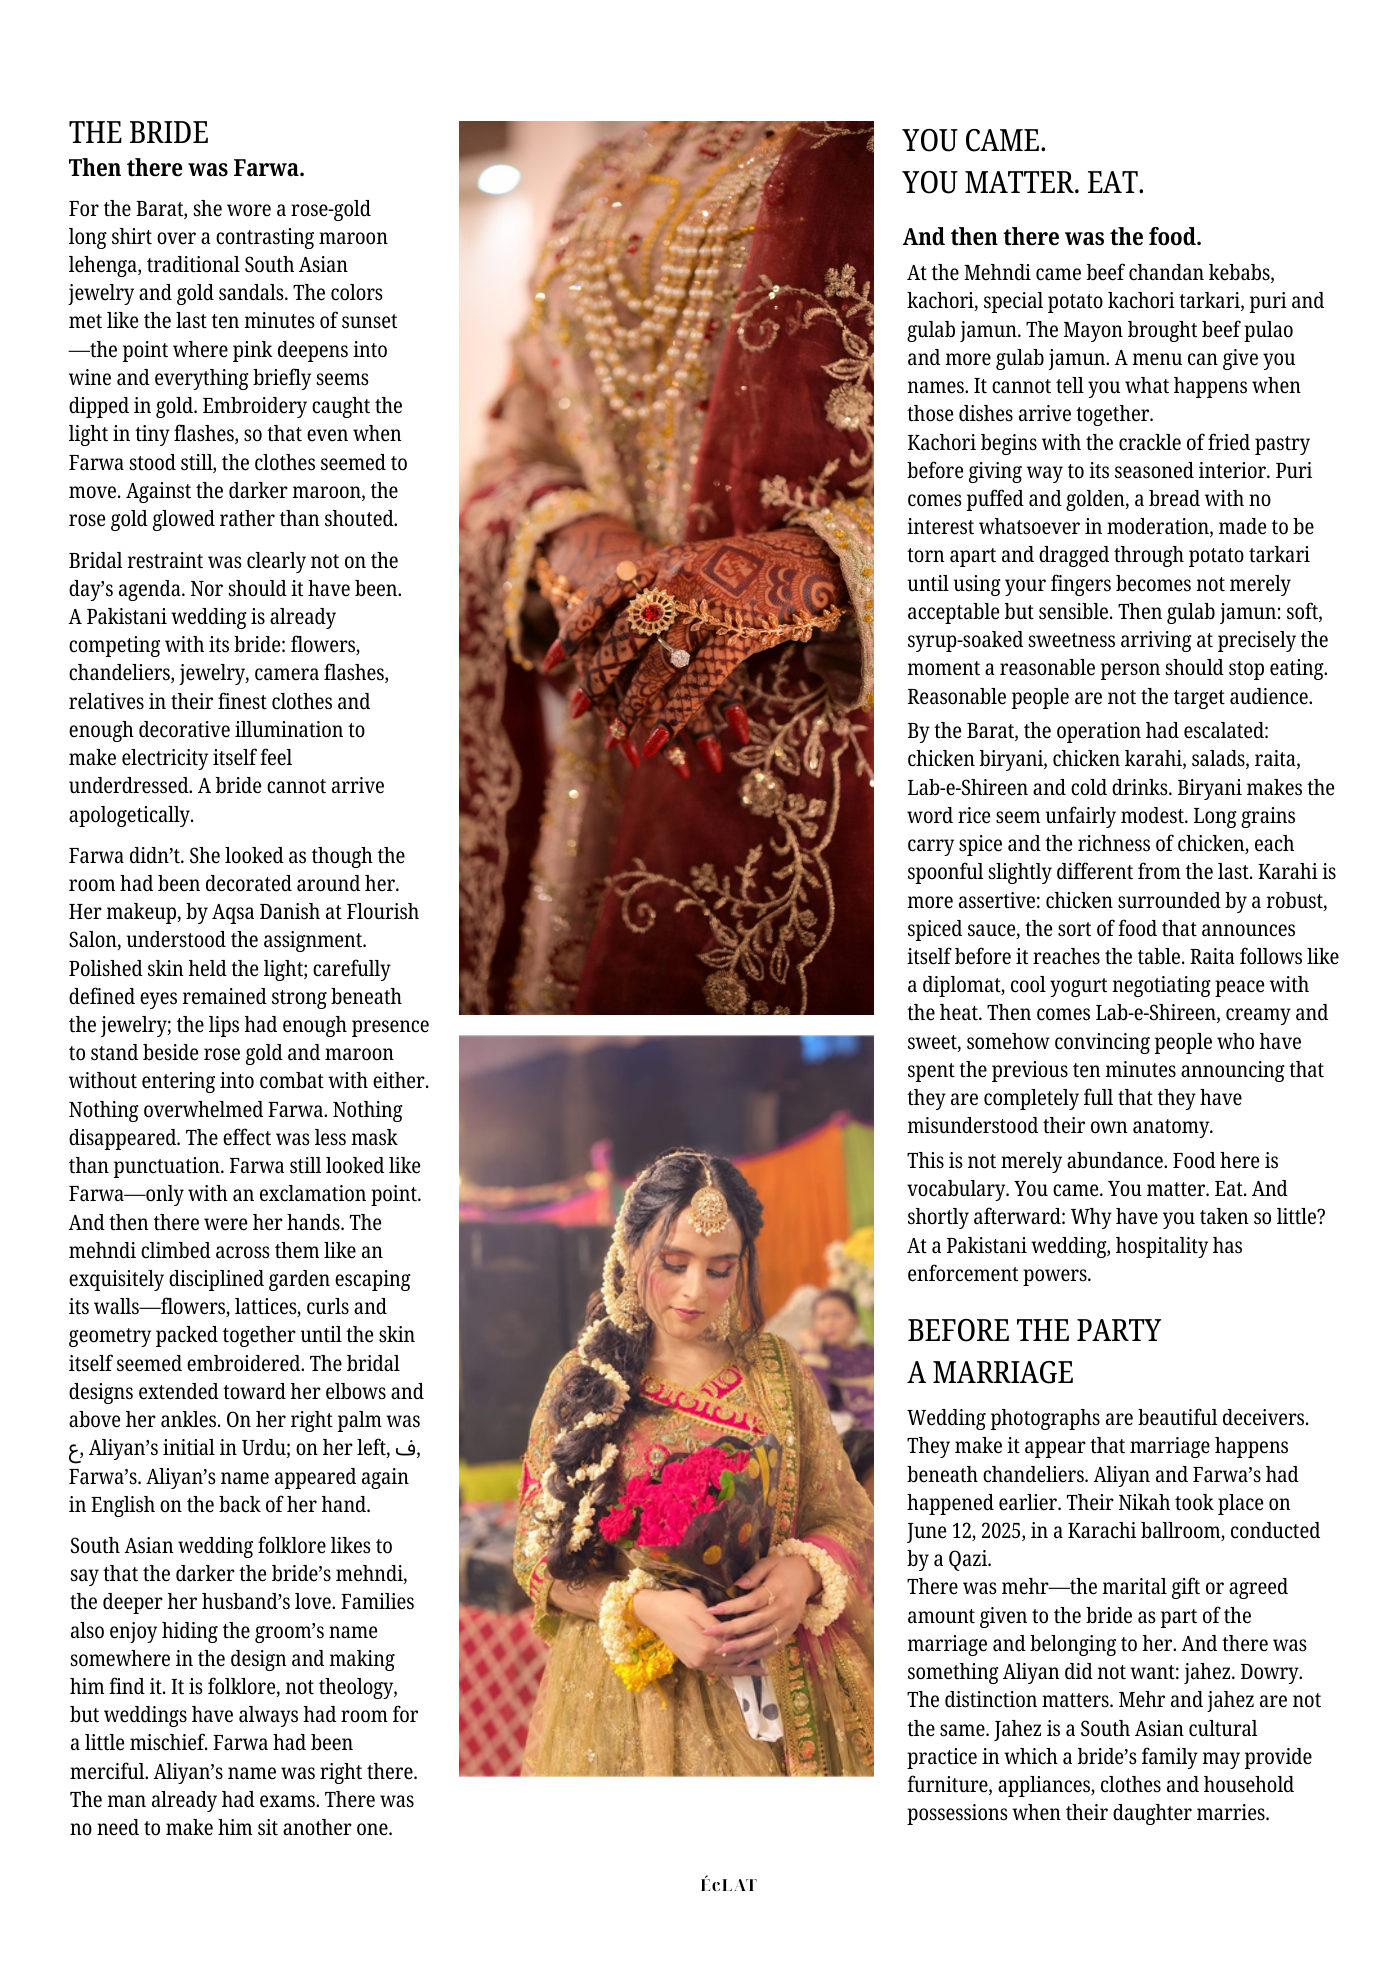 THE BRIDE
Then there was Farwa.
For the Barat, she wore a rose-gold
long shirt over a contrasting maroon
lehenga, traditional South Asian
jewelry and gold sandals. The colors
met like the last ten minutes of sunset
—the point where pink deepens into
wine and everything briefly seems
dipped in gold. Embroidery caught the
light in tiny flashes, so that even when
Farwa stood still, the clothes seemed to
move. Against the darker maroon, the
rose gold glowed rather than shouted.
Bridal restraint was clearly not on the
day’s agenda. Nor should it have been.
A Pakistani wedding is already
competing with its bride: flowers,
chandeliers, jewelry, camera flashes,
relatives in their finest clothes and
enough decorative illumination to
make electricity itself feel
underdressed. A bride cannot arrive
apologetically.
Farwa didn’t. She looked as though the
room had been decorated around her.
Her makeup, by Aqsa Danish at Flourish
Salon, understood the assignment.
Polished skin held the light; carefully
defined eyes remained strong beneath
the jewelry; the lips had enough presence
to stand beside rose gold and maroon
without entering into combat with either.
Nothing overwhelmed Farwa. Nothing
disappeared. The effect was less mask
than punctuation. Farwa still looked like
Farwa—only with an exclamation point.
And then there were her hands. The
mehndi climbed across them like an
exquisitely disciplined garden escaping
its walls—flowers, lattices, curls and
geometry packed together until the skin
itself seemed embroidered. The bridal
designs extended toward her elbows and
above her ankles. On her right palm was
ع, Aliyan’s initial in Urdu; on her left, ف,
Farwa’s. Aliyan’s name appeared again
in English on the back of her hand.
South Asian wedding folklore likes to
say that the darker the bride’s mehndi,
the deeper her husband’s love. Families
also enjoy hiding the groom’s name
somewhere in the design and making
him find it. It is folklore, not theology,
but weddings have always had room for
a little mischief. Farwa had been
merciful. Aliyan’s name was right there.
The man already had exams. There was
no need to make him sit another one.
YOU CAME.
YOU MATTER. EAT.
And then there was the food.
At the Mehndi came beef chandan kebabs,
kachori, special potato kachori tarkari, puri and
gulab jamun. The Mayon brought beef pulao
and more gulab jamun. A menu can give you
names. It cannot tell you what happens when
those dishes arrive together.
Kachori begins with the crackle of fried pastry
before giving way to its seasoned interior. Puri
comes puffed and golden, a bread with no
interest whatsoever in moderation, made to be
torn apart and dragged through potato tarkari
until using your fingers becomes not merely
acceptable but sensible. Then gulab jamun: soft,
syrup-soaked sweetness arriving at precisely the
moment a reasonable person should stop eating.
Reasonable people are not the target audience.
By the Barat, the operation had escalated:
chicken biryani, chicken karahi, salads, raita,
Lab-e-Shireen and cold drinks. Biryani makes the
word rice seem unfairly modest. Long grains
carry spice and the richness of chicken, each
spoonful slightly different from the last. Karahi is
more assertive: chicken surrounded by a robust,
spiced sauce, the sort of food that announces
itself before it reaches the table. Raita follows like
a diplomat, cool yogurt negotiating peace with
the heat. Then comes Lab-e-Shireen, creamy and
sweet, somehow convincing people who have
spent the previous ten minutes announcing that
they are completely full that they have
misunderstood their own anatomy.
This is not merely abundance. Food here is
vocabulary. You came. You matter. Eat. And
shortly afterward: Why have you taken so little?
At a Pakistani wedding, hospitality has
enforcement powers.
BEFORE THE PARTY
A MARRIAGE
Wedding photographs are beautiful deceivers.
They make it appear that marriage happens
beneath chandeliers. Aliyan and Farwa’s had
happened earlier. Their Nikah took place on
June 12, 2025, in a Karachi ballroom, conducted
by a Qazi.
There was mehr—the marital gift or agreed
amount given to the bride as part of the
marriage and belonging to her. And there was
something Aliyan did not want: jahez. Dowry.
The distinction matters. Mehr and jahez are not
the same. Jahez is a South Asian cultural
practice in which a bride’s family may provide
furniture, appliances, clothes and household
possessions when their daughter marries.
ÉcLAT